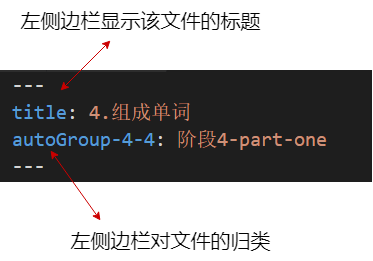 左侧边栏显示该文件的标题
---
title: 4.组成单词
autoGroup-4-4: 阶段4-part-one
---
左侧边栏对文件的归类